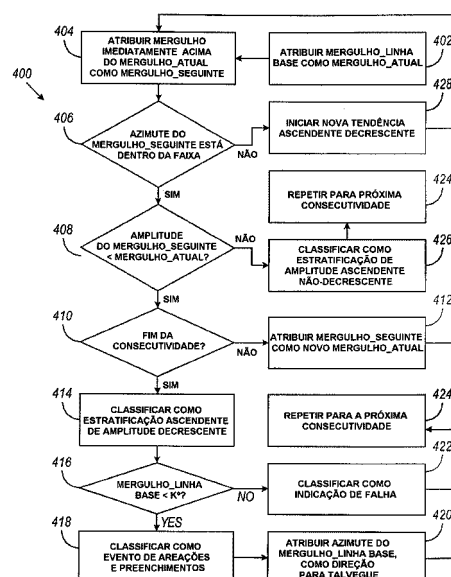 404
ATRIBUIR MERGULHO
IMEDIATAMENTE ACIMA
DO MERGULHO_ATUAL
COMO MERGULHO_SEGUINTE
402
ATRIBUIR MERGULHO_LINHA
BASE COMO MERGULHO_ATUAL
400
406
AZIMUTE DO
MERGULHO_SEGUINTE ESTÁ
DENTRO DA FAIXA
NÃO
428
INICIAR NOVA TENDÊNCIA
ASCENDENTE DECRESCENTE
SIM
424
REPETIR PARA PRÓXIMA
CONSECUTIVIDADE
408
AMPLITUDE
DO MERGULHO_SEGUINTE
< MERGULHO_ATUAL?
NÃO
426
CLASSIFICAR COMO
ESTRATIFICAÇÃO DE
AMPLITUDE ASCENDENTE
NÃO-DECRESCENTE
SIM
410
FIM DA
CONSECUTIVIDADE?
NÃO
412
ATRIBUIR MERGULHO_SEGUINTE
COMO NOVO MERGULHO_ATUAL
SIM
414
CLASSIFICAR COMO
ESTRATIFICAÇÃO ASCENDENTE
DE AMPLITUDE DECRESCENTE
424
REPETIR PARA A PRÓXIMA
CONSECUTIVIDADE
416
MERGULHO_LINHA
BASE < Kº?
NO
422
CLASSIFICAR COMO
INDICAÇÃO DE FALHA
YES
418
CLASSIFICAR COMO
EVENTO DE AREAÇÕES
E PREENCHIMENTOS
420
ATRIBUIR AZIMUTE DO
MERGULHO_LINHA BASE,
COMO DIREÇÃO
PARA TALVEGUE